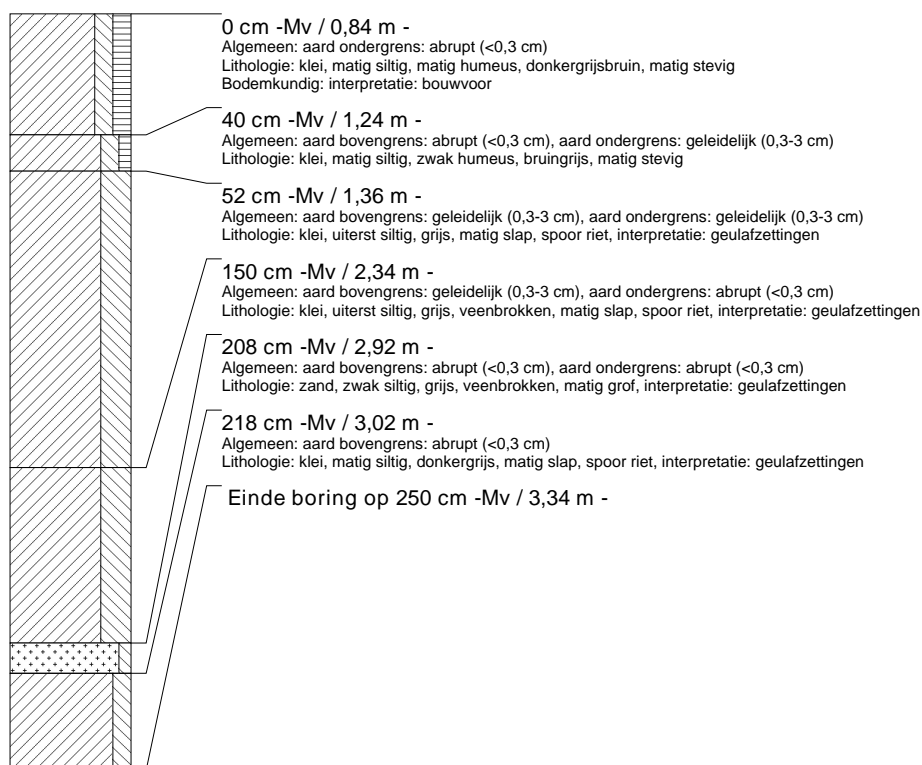 0 cm -Mv / 0,84 m -
Algemeen: aard ondergrens: abrupt (<0,3 cm)
Lithologie: klei, matig siltig, matig humeus, donkergrijsbruin, matig stevig
Bodemkundig: interpretatie: bouwvoor
40 cm -Mv / 1,24 m -
Algemeen: aard bovengrens: abrupt (<0,3 cm), aard ondergrens: geleidelijk (0,3-3 cm)
Lithologie: klei, matig siltig, zwak humeus, bruingrijs, matig stevig
52 cm -Mv / 1,36 m -
Algemeen: aard bovengrens: geleidelijk (0,3-3 cm), aard ondergrens: geleidelijk (0,3-3 cm)
Lithologie: klei, uiterst siltig, grijs, matig slap, spoor riet, interpretatie: geulafzettingen
150 cm -Mv / 2,34 m -
Algemeen: aard bovengrens: geleidelijk (0,3-3 cm), aard ondergrens: abrupt (<0,3 cm)
Lithologie: klei, uiterst siltig, grijs, veenbrokken, matig slap, spoor riet, interpretatie: geulafzettingen
208 cm -Mv / 2,92 m -
Algemeen: aard bovengrens: abrupt (<0,3 cm), aard ondergrens: abrupt (<0,3 cm)
Lithologie: zand, zwak siltig, grijs, veenbrokken, matig grof, interpretatie: geulafzettingen
218 cm -Mv / 3,02 m -
Algemeen: aard bovengrens: abrupt (<0,3 cm)
Lithologie: klei, matig siltig, donkergrijs, matig slap, spoor riet, interpretatie: geulafzettingen
Einde boring op 250 cm -Mv / 3,34 m -